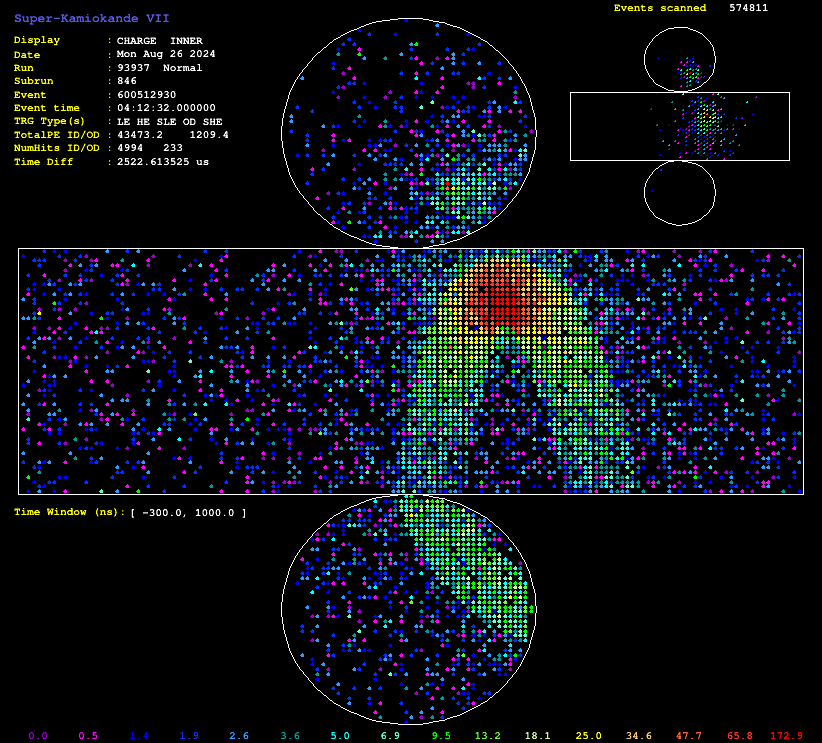 Super-Kamiokande VII
Events scanned 574811
Display : CHARGE INNER
Date : Mon Aug 26 2024
Run : 93937 Normal
Subrun : 846
Event : 600512930
Event time : 04:12:32.000000
TRG Type(s) : LE HE SLE OD SHE
TotalPE ID/OD : 43473.2 1209.4
NumHits ID/OD : 4994 233
Time Diff : 2522.613525 us
Time Window (ns): [ -300.0, 1000.0 ]
0.0 0.5 1.4 1.9 2.6 3.6 5.0 6.9 9.5 13.2 18.1 25.0 34.6 47.7 65.8 172.9